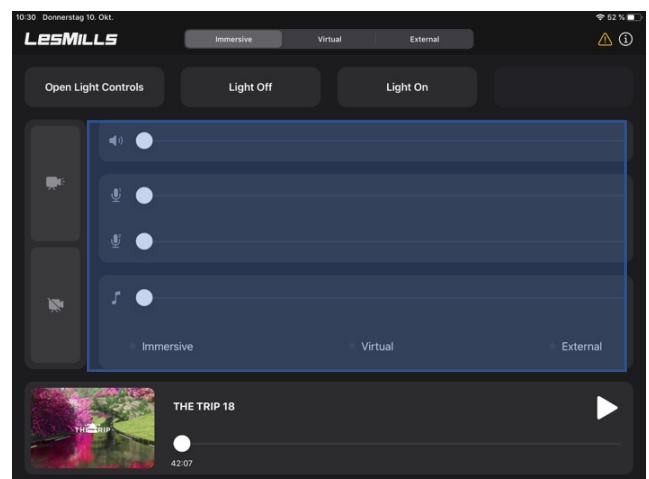 10:30 Donnerstag 10. Okt. 52 %
LesMILLS Immersive Virtual External
Open Light Controls Light Off Light On
Immersive Virtual External
THE TRIP 18
THE TRIP
42:07